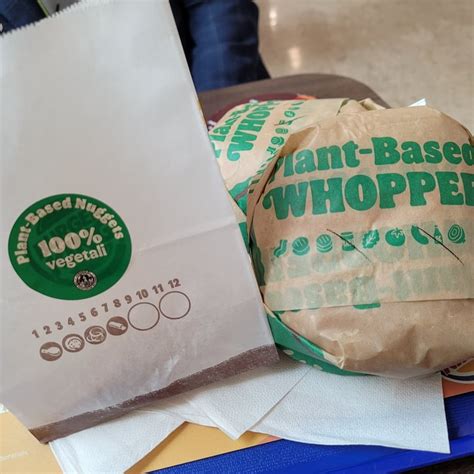 Plant-Based Nuggets
100%
vegetali
1 2 3 4 5 6 7 8 9 10 11 12
Plant-Based
WHOPPER